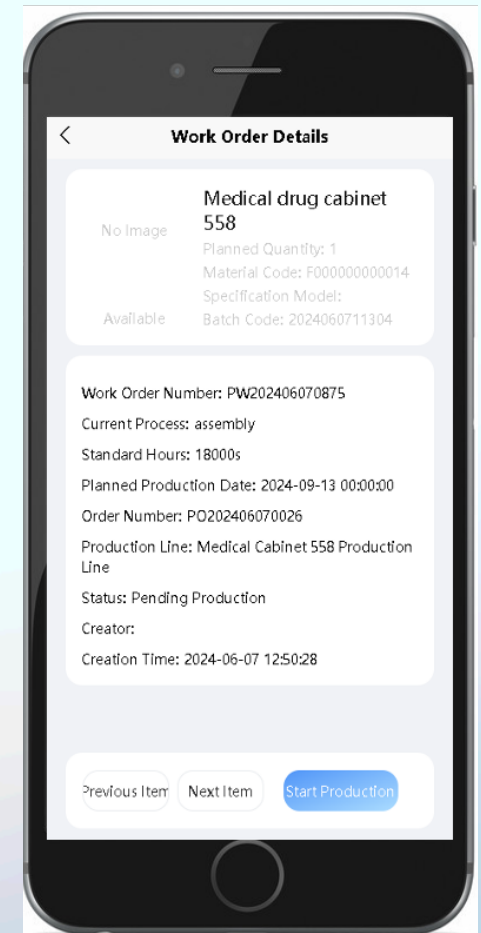 Work Order Details
No Image
Available
Medical drug cabinet
558
Planned Quantity: 1
Material Code: F000000000014
Specification Model:
Batch Code: 2024060711304
Work Order Number: PW202406070875
Current Process: assembly
Standard Hours: 18000s
Planned Production Date: 2024-09-13 00:00:00
Order Number: PO202406070026
Production Line: Medical Cabinet 558 Production
Line
Status: Pending Production
Creator:
Creation Time: 2024-06-07 12:50:28
Previous Item
Next Item
Start Production